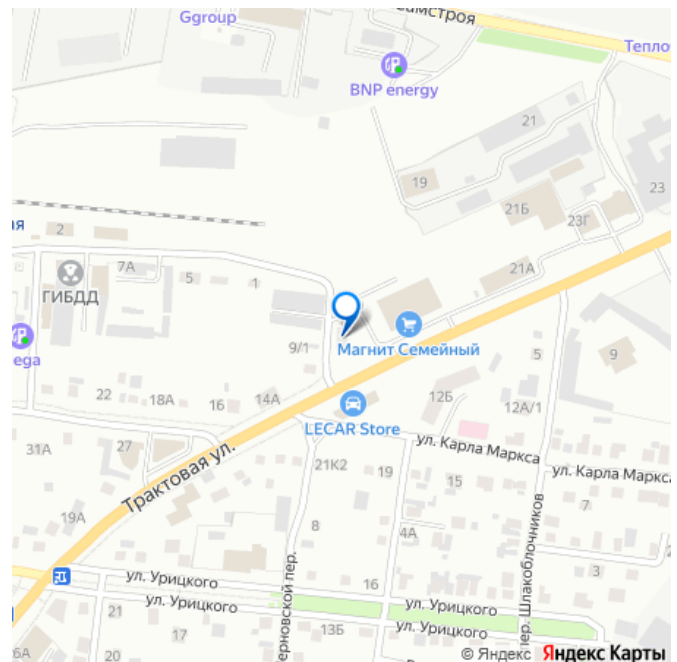 Ggroup
BNP energy
21
19
23
21Б
23Г
2
7А
5
1
21А
ГИБДД
Магнит Семейный
9/1
5
9
22
18А
16
14А
12Б
12А/1
LECAR Store
ул. Карла Маркса
31А
27
21К2
19
15
ул. Карла Маркса
7
Трактовая ул.
19А
8
4А
3
пер. Шлакоблочников
ул. Урицкого
16
ул. Урицкого
ул. Урицкого
21
17
13Б
ул. Урицкого
© Яндекс Яндекс Карты